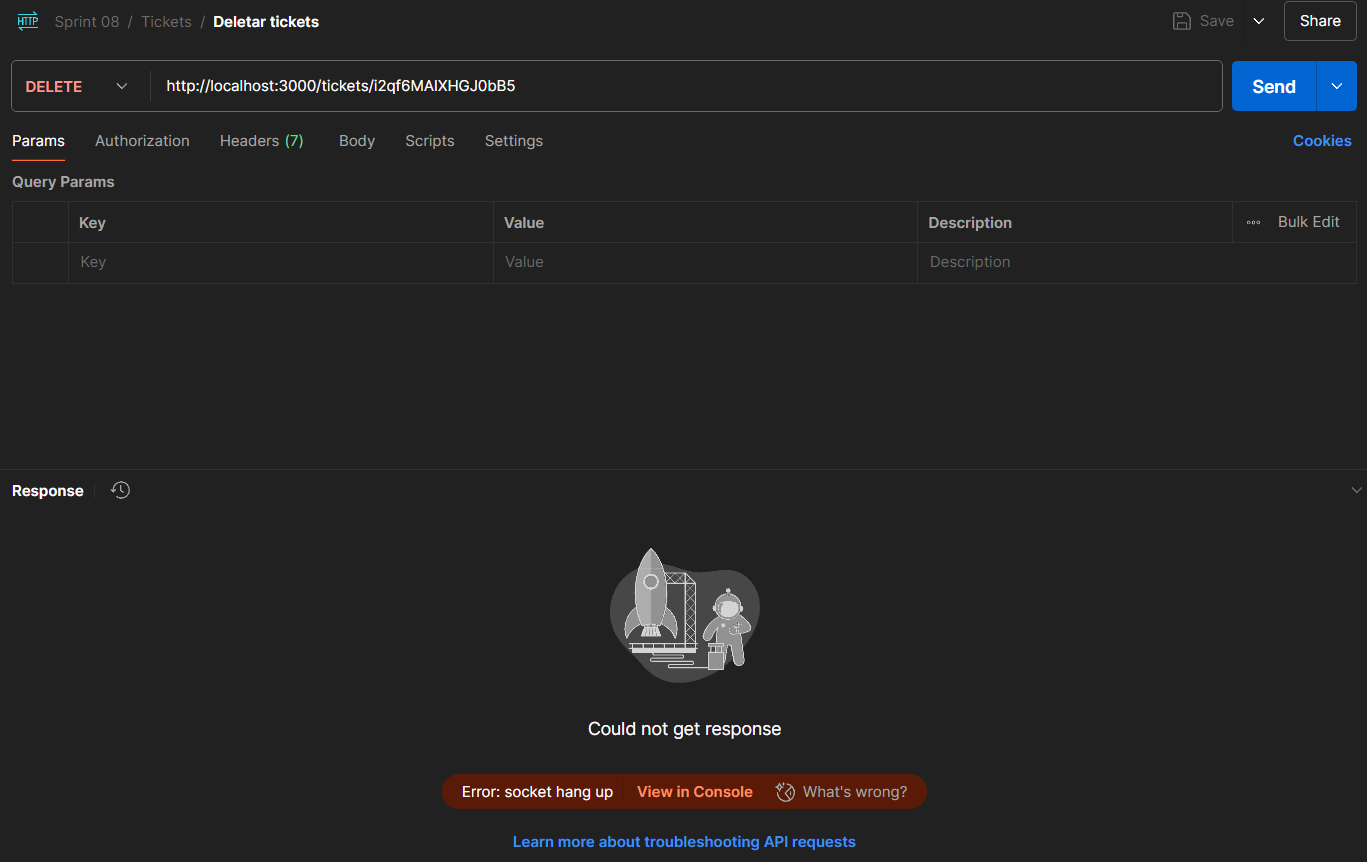 HTTP Sprint 08 / Tickets / Deletar tickets Save Share
DELETE http://localhost:3000/tickets/i2qf6MAIXHGJ0bB5 Send
Params Authorization Headers (7) Body Scripts Settings Cookies
Query Params
Key Value Description Bulk Edit
Key Value Description
Response
Could not get response
Error: socket hang up View in Console What's wrong?
Learn more about troubleshooting API requests